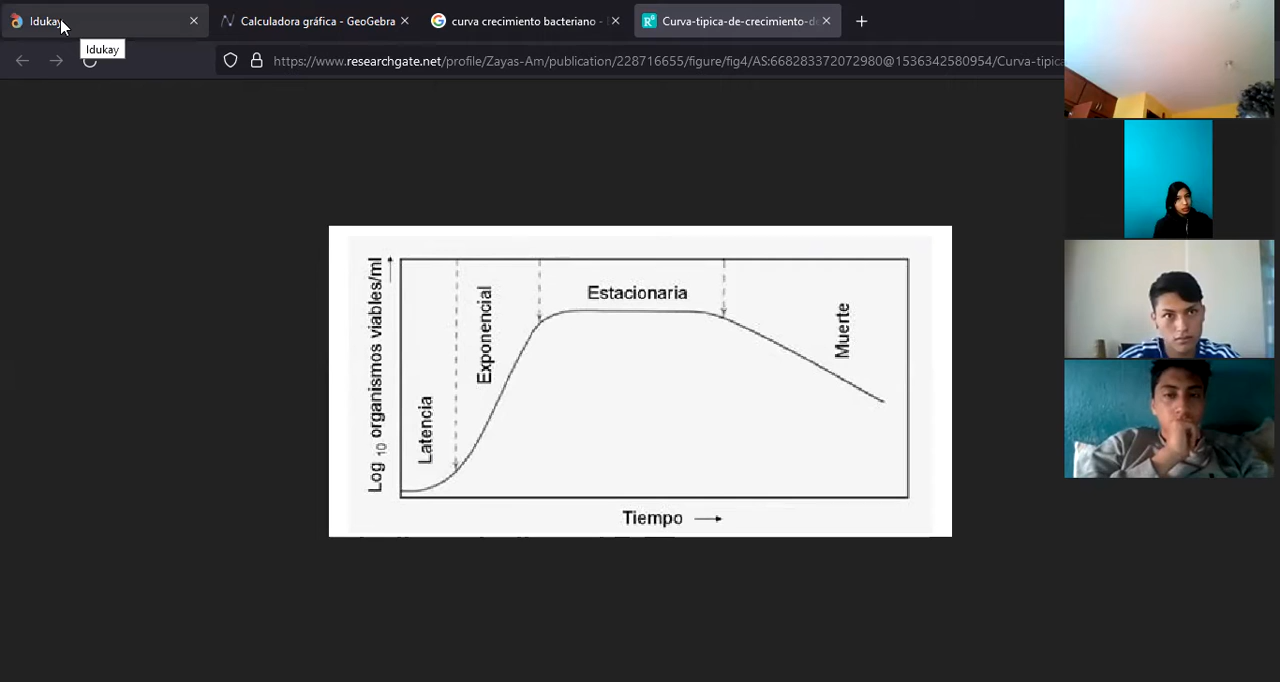 Idukay
Calculadora gráfica - GeoGebra
curva crecimiento bacteriano -
Curva-tipica-de-crecimiento-d
Idukay
https://www.researchgate.net/profile/Zayas-Am/publication/228716655/figure/fig4/AS:668283372072980@1536342580954/Curva-tipica
Log 10 organismos viables/ml
Latencia
Exponencial
Estacionaria
Muerte
Tiempo